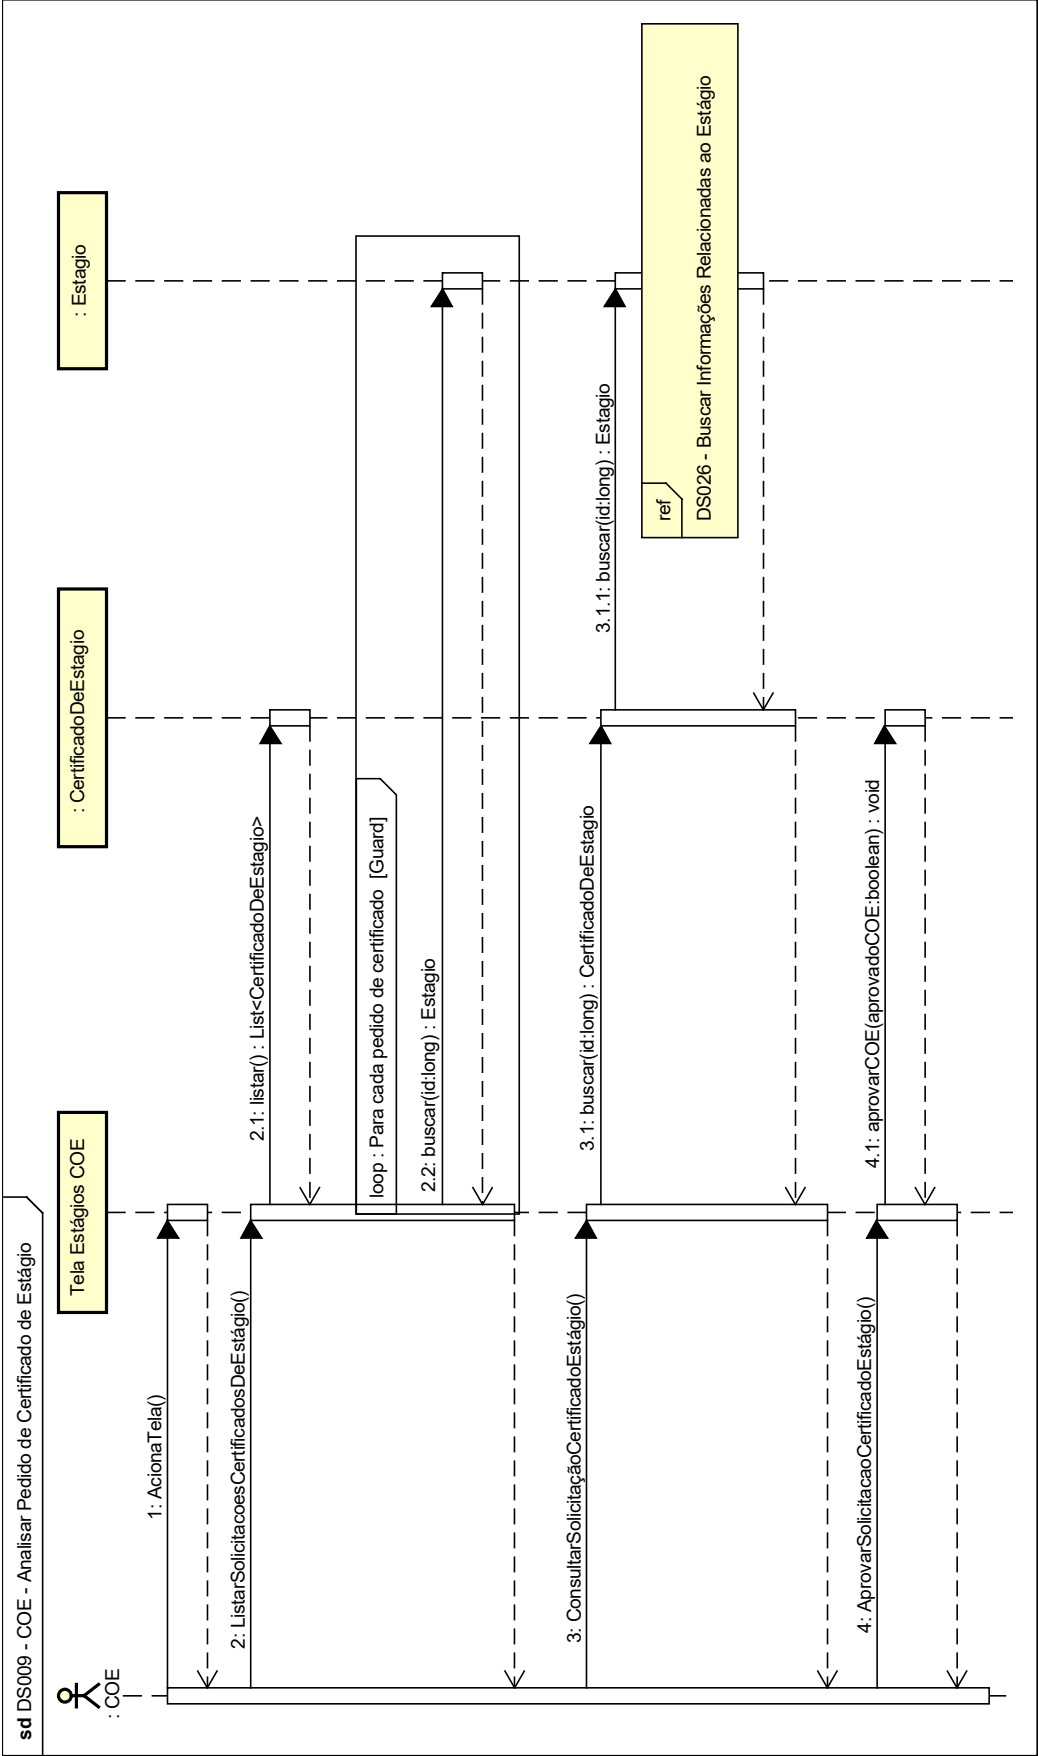 sd DS009 - COE - Analisar Pedido de Certificado de Estágio
: COE
Tela Estágios COE
: CertificadoDeEstagio
: Estagio
1: AcionaTela()
2: ListarSolicitacoesCertificadosDeEstágio()
2.1: listar() : List<CertificadoDeEstagio>
loop : Para cada pedido de certificado [Guard]
2.2: buscar(id:long) : Estagio
3: ConsultarSolicitaçãoCertificadoEstágio()
3.1: buscar(id:long) : CertificadoDeEstagio
3.1.1: buscar(id:long) : Estagio
ref
DS026 - Buscar Informações Relacionadas ao Estágio
4: AprovarSolicitacaoCertificadoEstágio()
4.1: aprovarCOE(aprovadoCOE:boolean) : void